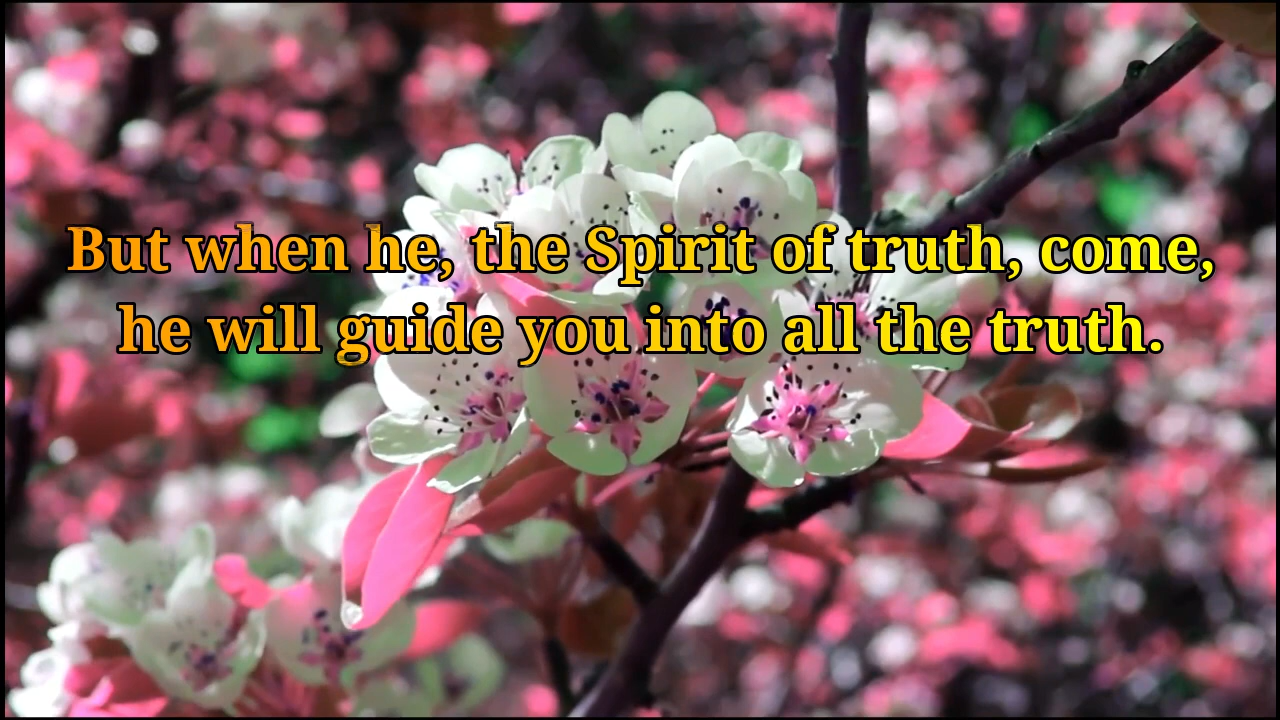 But when he, the Spirit of truth, come,
he will guide you into all the truth.